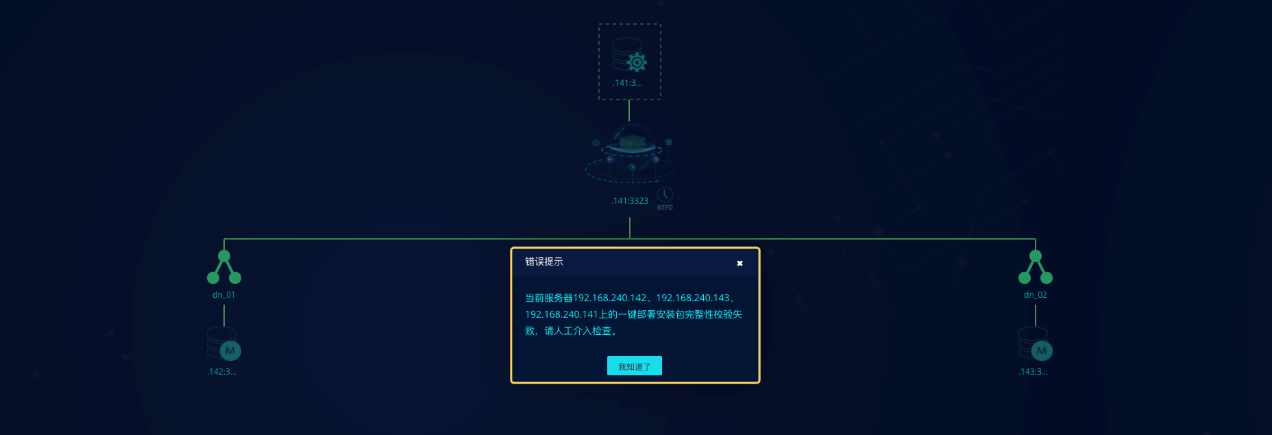 .141:3...
.141:3323
NTPD
错误提示
当前服务器192.168.240.142、192.168.240.143、
192.168.240.141上的一键部署安装包完整性校验失
败，请人工介入检查。
我知道了
dn_01
dn_02
M
M
.142:3...
.143:3...